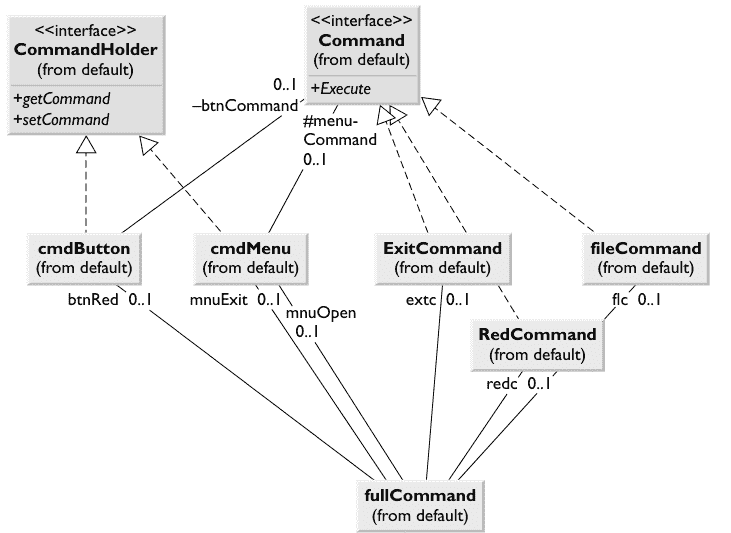 <<interface>>
CommandHolder
(from default)
+getCommand
+setCommand
<<interface>>
Command
(from default)
+Execute
0..1
–btnCommand
#menu-
Command
0..1
cmdButton
(from default)
cmdMenu
(from default)
ExitCommand
(from default)
fileCommand
(from default)
btnRed 0..1
mnuExit 0..1
mnuOpen
0..1
extc 0..1
flc 0..1
RedCommand
(from default)
redc 0..1
fullCommand
(from default)